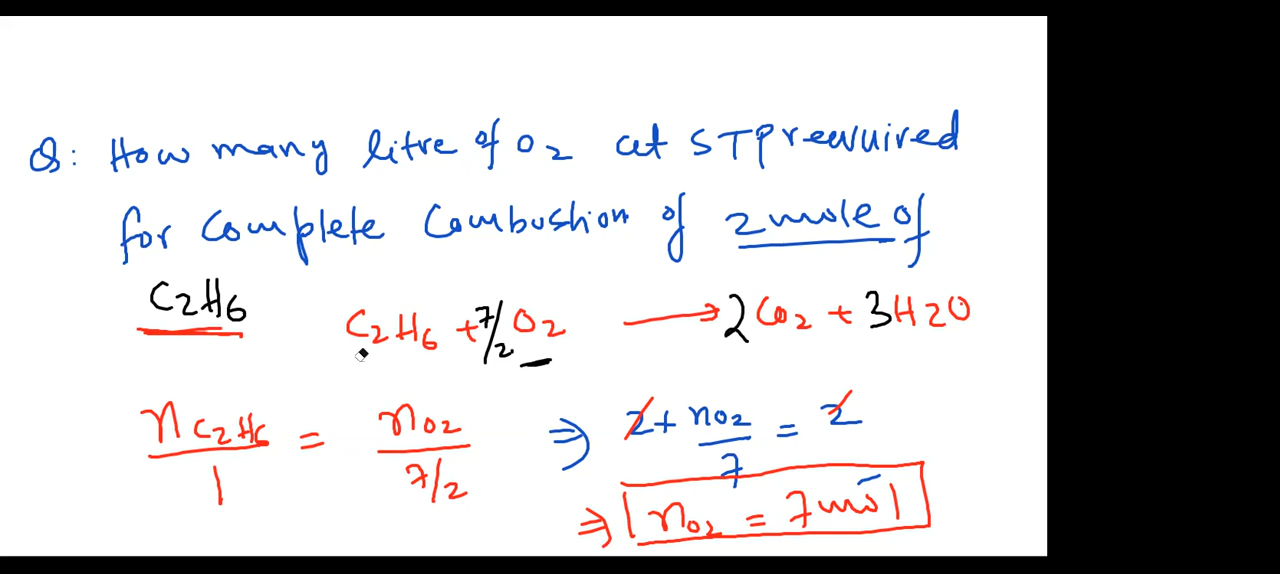 Q: How many litre of O2 at STP rewuired
for complete Combustion of 2 mole of
C2H6
C2H6 + 7/2 O2 → 2CO2 + 3H2O
nC2H6/1 = nO2/7/2 ⇒ 2+ nO2/7 = 2
⇒ nO2 = 7 mol